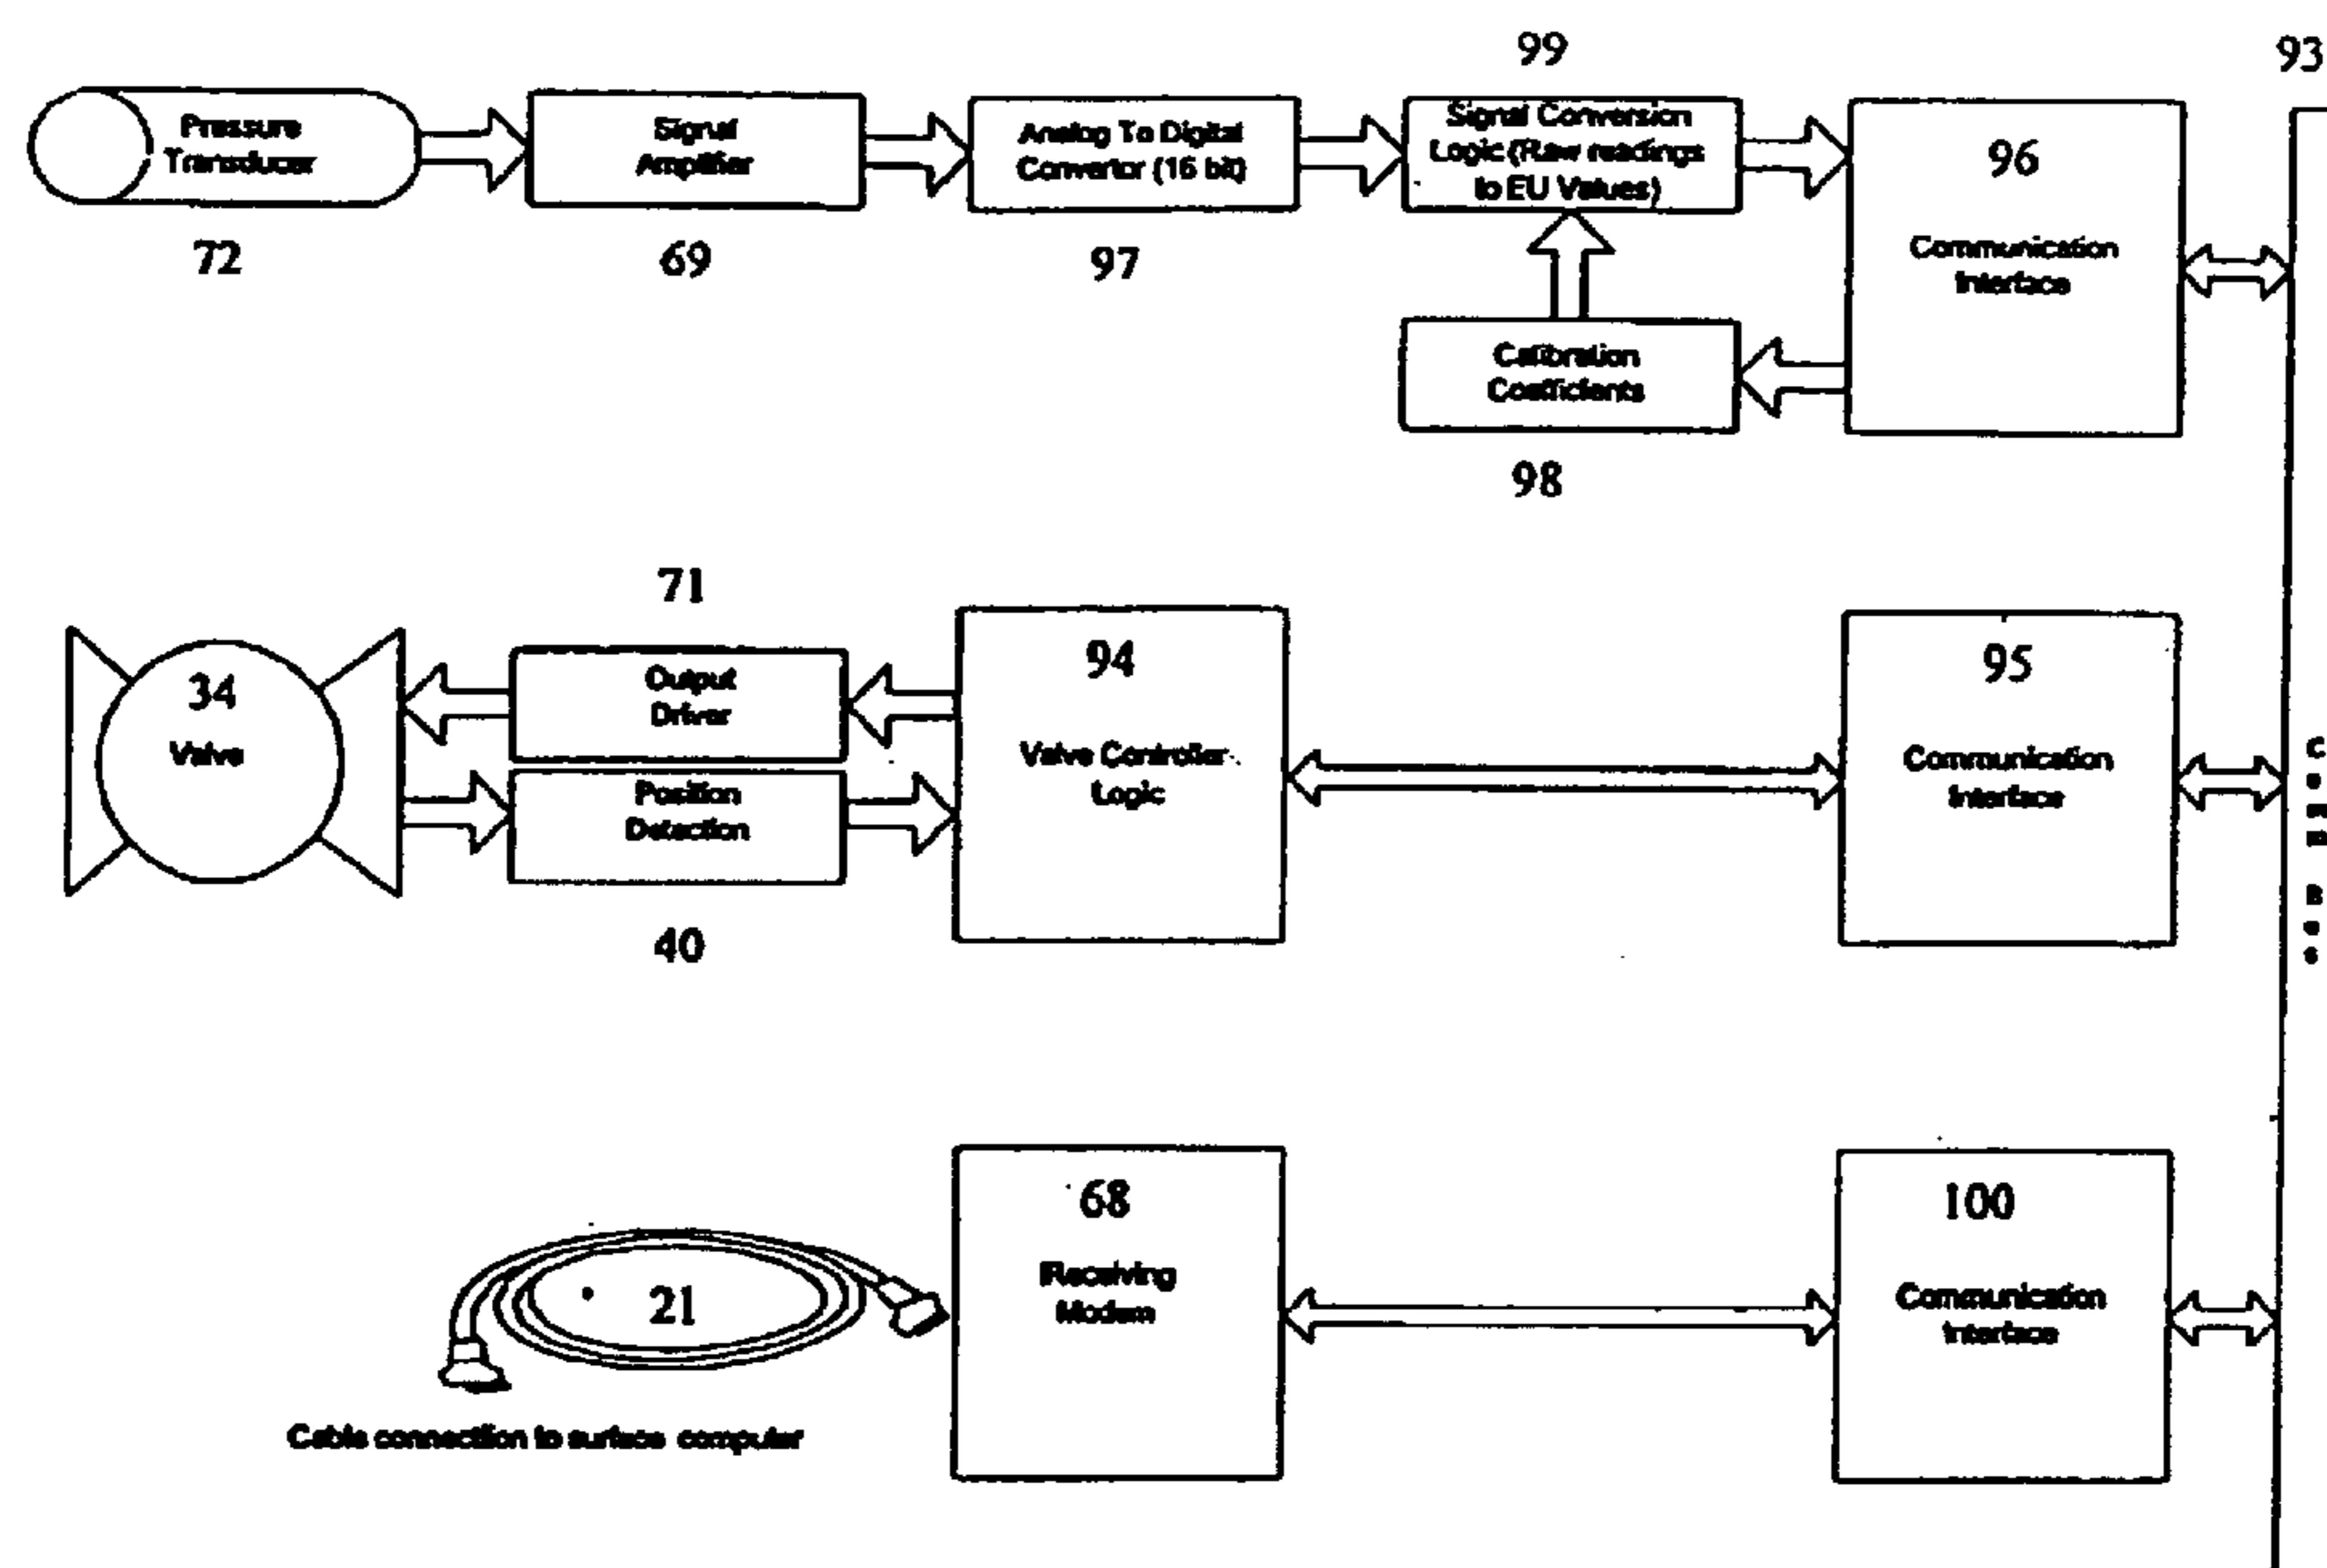 99
93
Pressure
Transducer
Signal
Amplifier
Analog To Digital
Convertor (16 bit)
Signal Conversion
Logic (Raw readings
to EU Values)
96
Communication
Interface
72
69
97
Calibration
Coefficients
98
71
34
Valve
Output
Driver
Position
Detection
40
94
Valve Controller
Logic
95
Communication
Interface
C
o
m
m
B
u
s
21
Cable connection to surface computer
68
Receiving
Modem
100
Communication
Interface